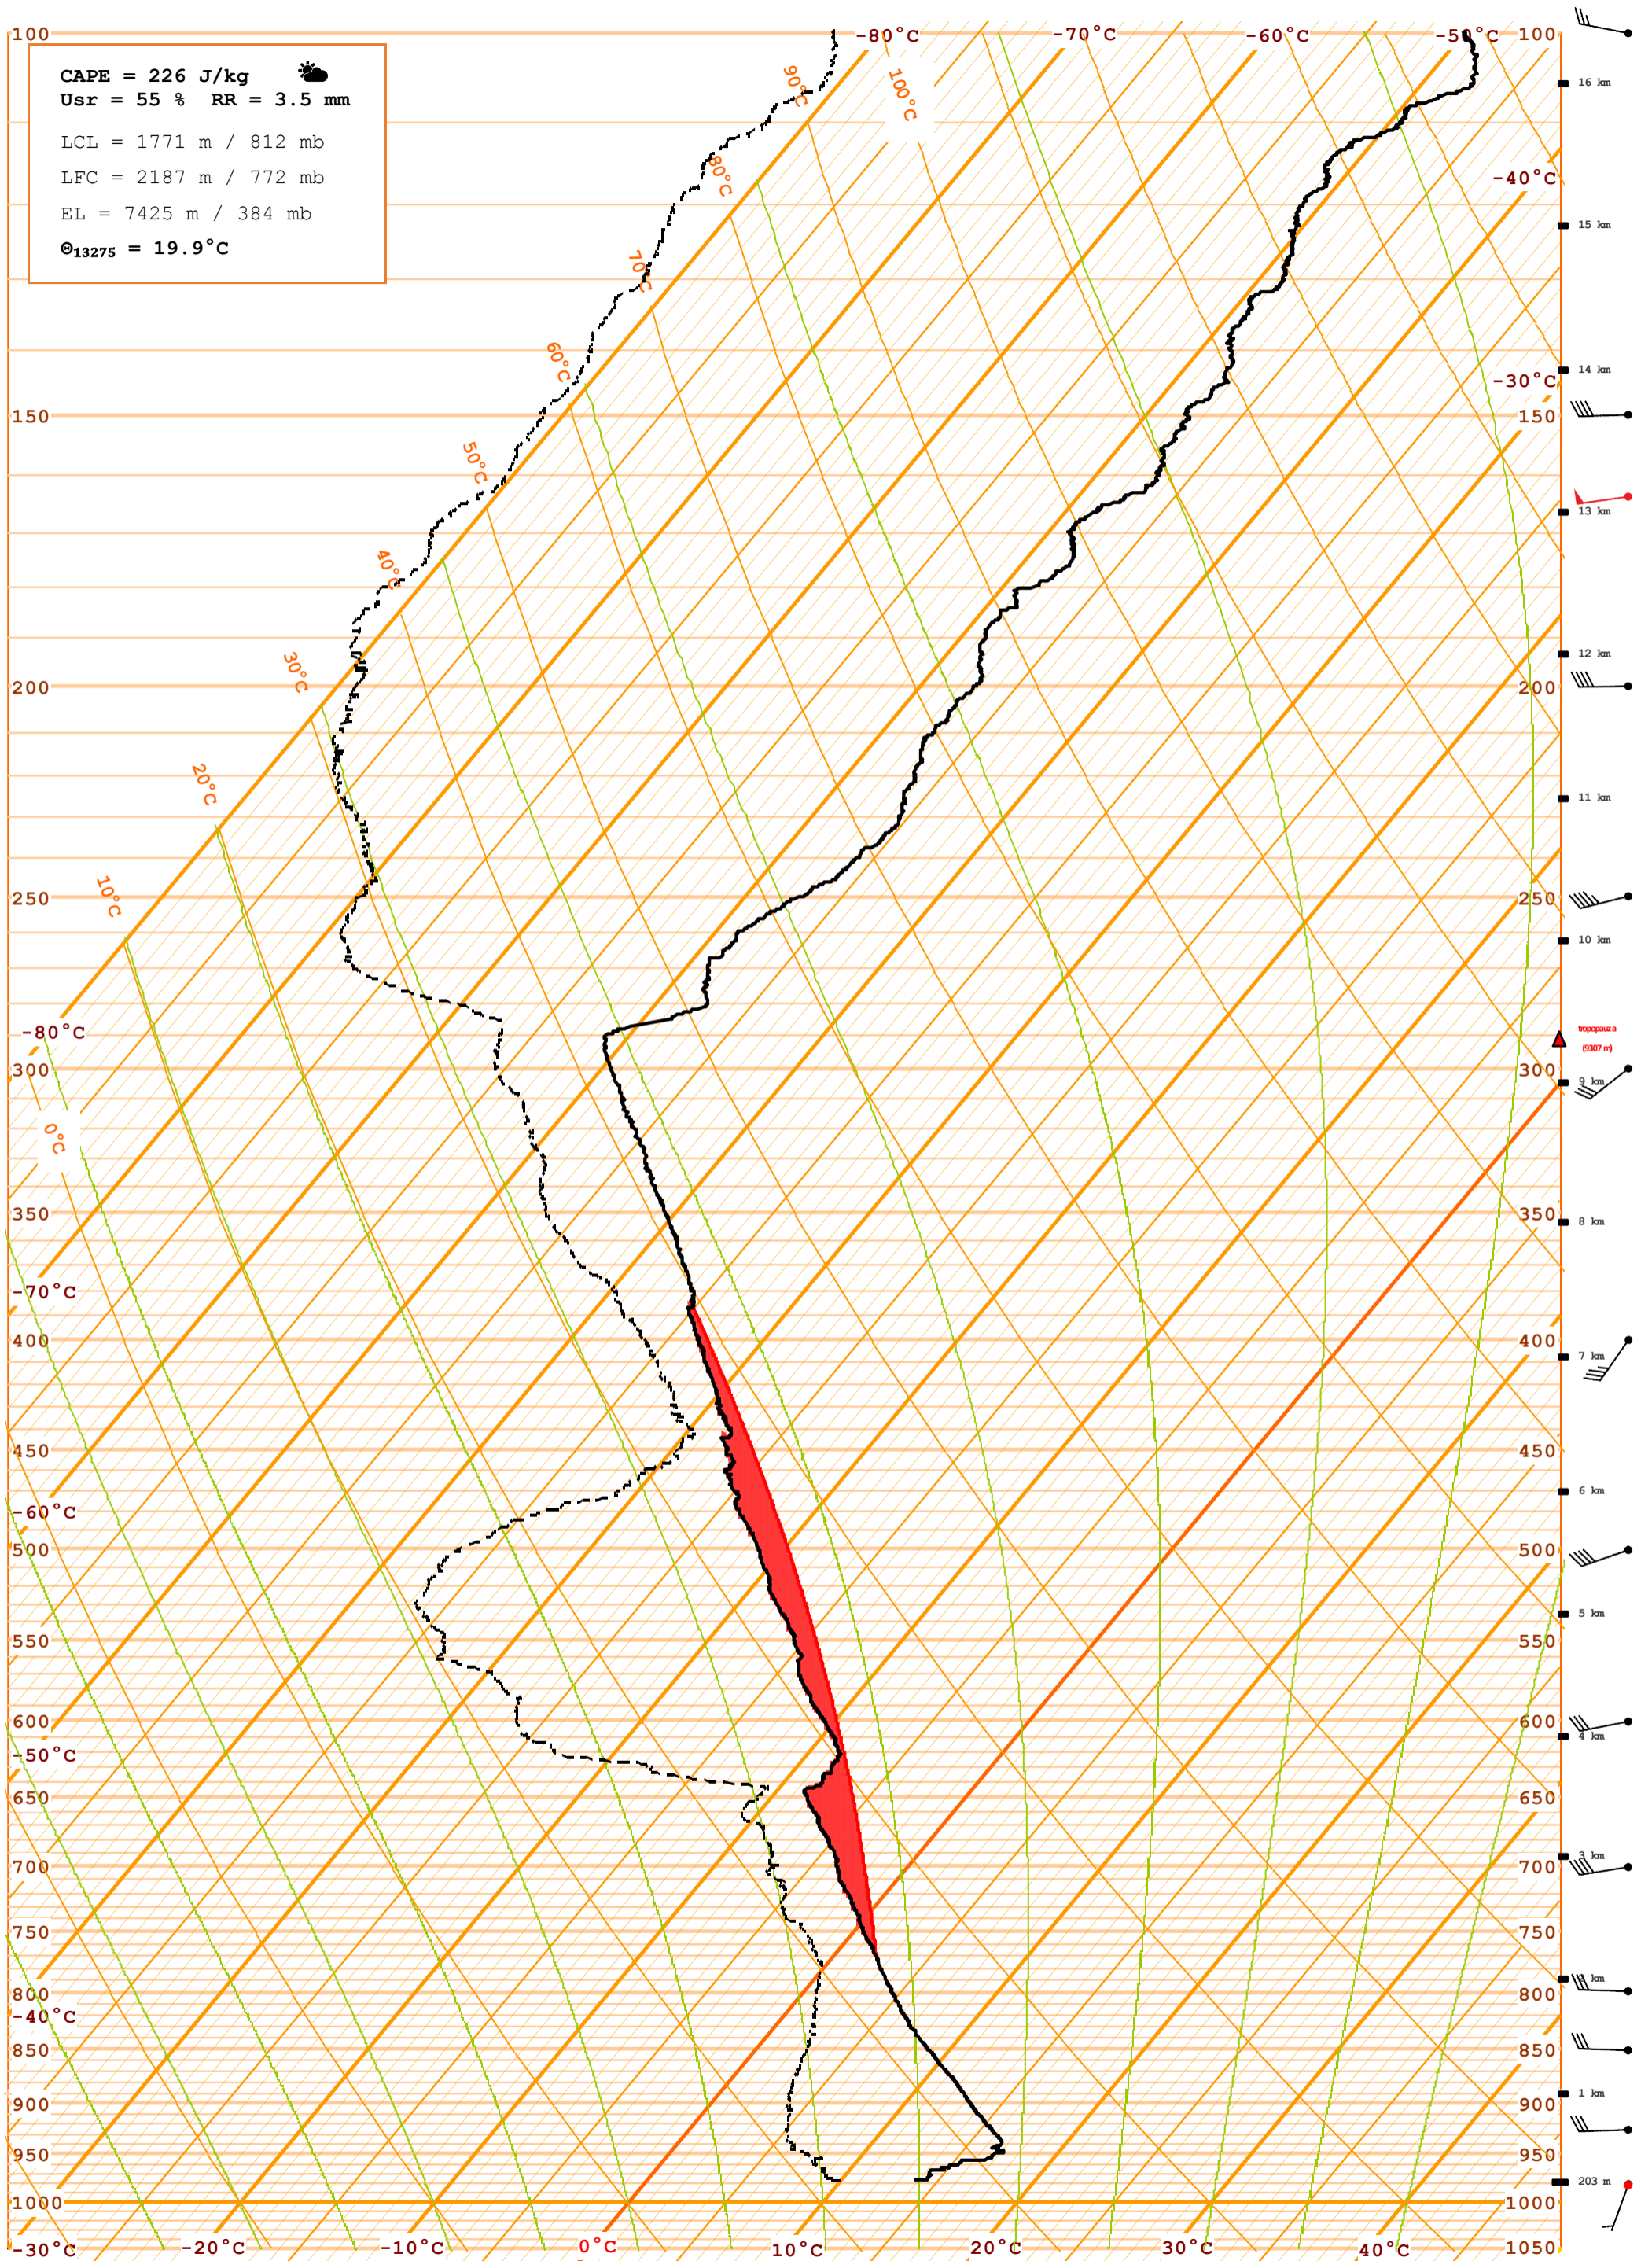 100 -80°C -70°C -60°C -50°C 100
CAPE = 226 J/kg
Usr = 55 % RR = 3.5 mm
LCL = 1771 m / 812 mb
LFC = 2187 m / 772 mb
EL = 7425 m / 384 mb
Θ13275 = 19.9°C
90°C 100°C 16 km
80°C -40°C
15 km
70°C
60°C 14 km -30°C
150 150
50°C 13 km
40°C
30°C 12 km
200 200
20°C 11 km
10°C 250 250
10 km
-80°C tropopauza
(9307 m)
300 300
9 km
0°C
350 350 8 km
-70°C
400 400 7 km
450 450
6 km
-60°C
500 500
5 km
550 550
600 600
4 km
-50°C
650 650
700 700 3 km
750 750
800 800
-40°C
850 850
900 900 1 km
950 950
203 m
1000 1000
-30°C -20°C -10°C 0°C 10°C 20°C 30°C 40°C 1050